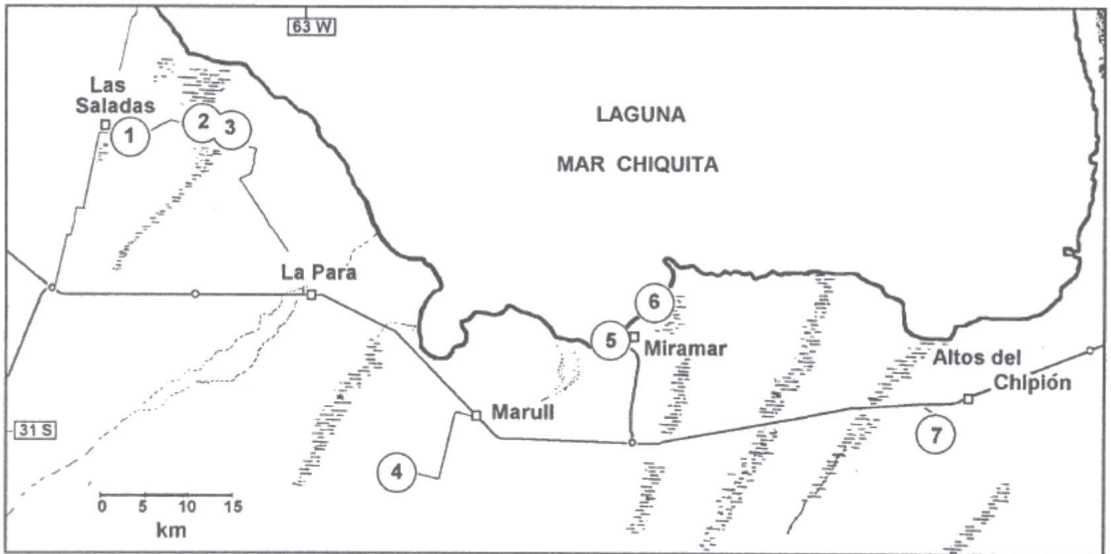 63 W
Las
Saladas
1
2
3
LAGUNA
MAR CHIQUITA
La Para
6
5
Miramar
Altos del
Chipión
Marull
31 S
7
4
0 5 10 15
km